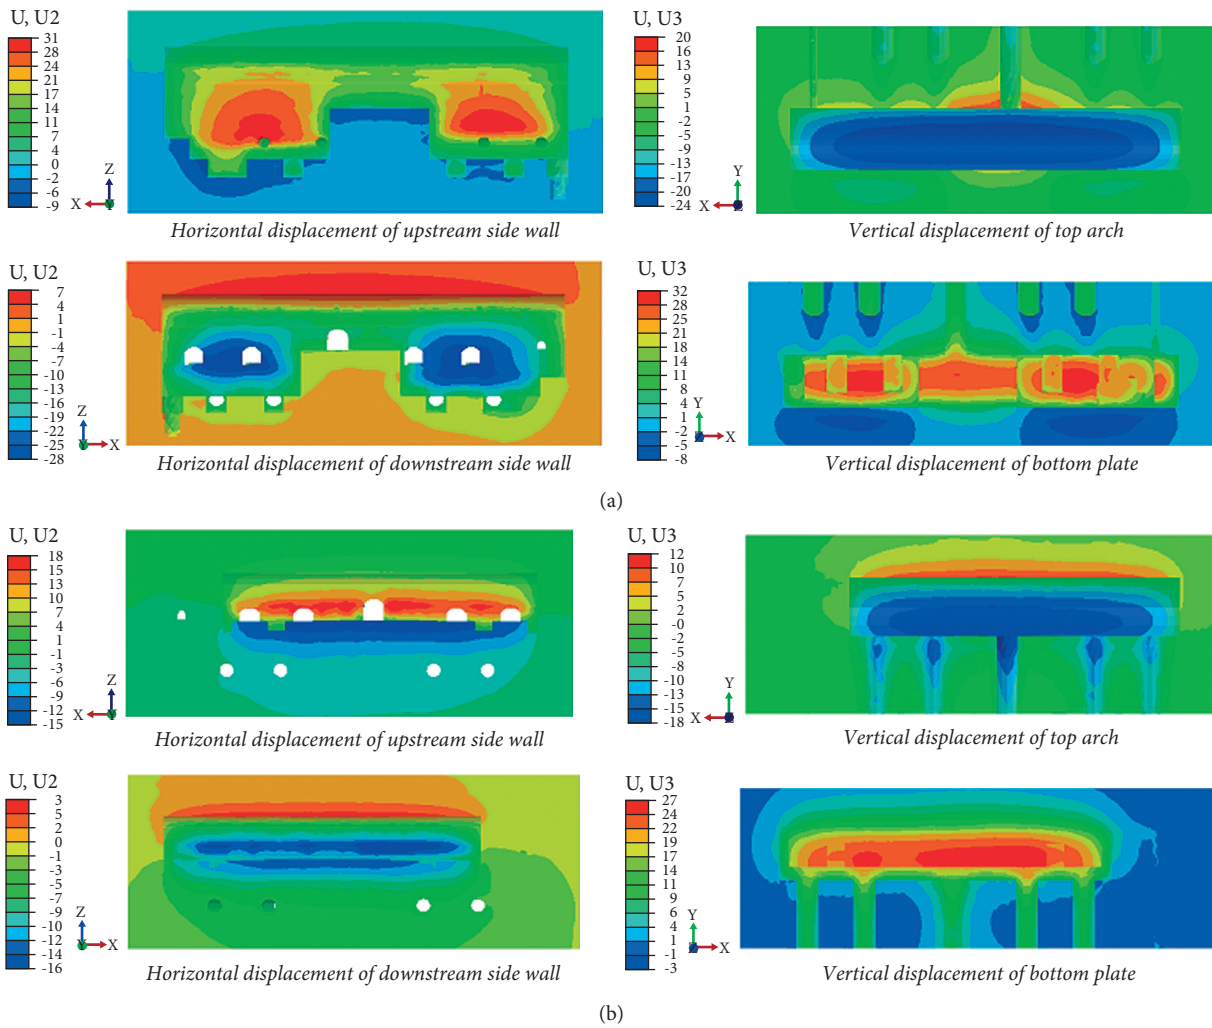 U, U2
31
28
24
21
17
14
11
7
4
0
-2
-6
-9
Z
X
Y
Horizontal displacement of upstream side wall
U, U3
20
16
13
9
5
1
-2
-5
-9
-13
-17
-20
-24
Y
X
Z
Vertical displacement of top arch
U, U2
7
4
1
-1
-4
-7
-10
-13
-16
-19
-22
-25
-28
Z
Y
X
Horizontal displacement of downstream side wall
U, U3
32
28
25
21
18
14
11
8
4
1
-2
-5
-8
Y
Z
X
Vertical displacement of bottom plate
(a)
U, U2
18
15
13
10
7
4
1
-1
-3
-6
-9
-12
-15
Z
X
Y
Horizontal displacement of upstream side wall
U, U3
12
10
7
5
2
-0
-2
-5
-8
-10
-13
-15
-18
Y
X
Vertical displacement of top arch
U, U2
3
5
2
0
-1
-3
-5
-7
-9
-10
-12
-14
-16
Z
Y
X
Horizontal displacement of downstream side wall
U, U3
27
24
22
19
17
14
11
9
6
4
1
-1
-3
Y
Z
X
Vertical displacement of bottom plate
(b)